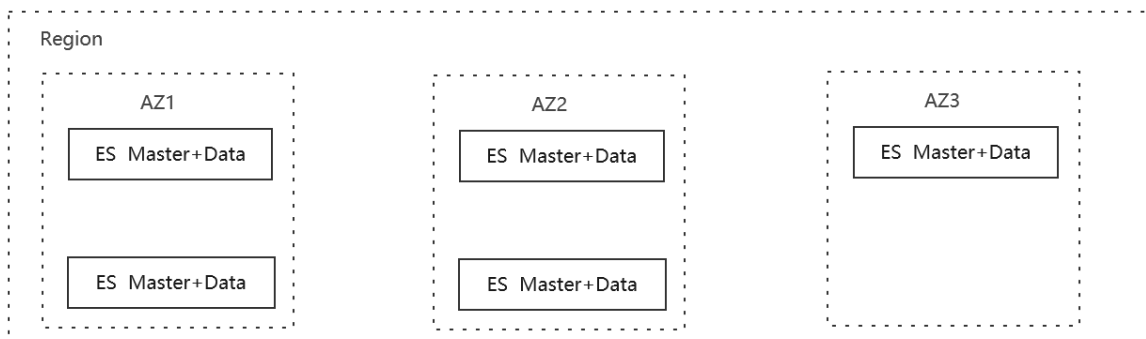 Region
AZ1
ES Master+Data
ES Master+Data
AZ2
ES Master+Data
ES Master+Data
AZ3
ES Master+Data